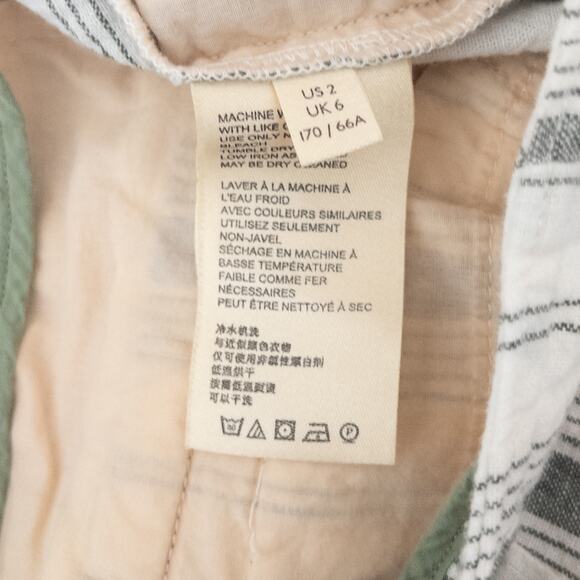 US 2
UK 6
170 / 66A
MACHINE
WITH LIKE
USE ONLY
BLEACH
TUMBLE DRY
LOW IRON AS
MAY BE DRY CLEANED
LAVER À LA MACHINE À
L'EAU FROID
AVEC COULEURS SIMILAIRES
UTILISEZ SEULEMENT
NON-JAVEL
SÉCHAGE EN MACHINE À
BASSE TEMPÉRATURE
FAIBLE COMME FER
NÉCESSAIRES
PEUT ÊTRE NETTOYÉ À SEC
冷水机洗
与近似颜色衣物
仅可使用非氯性漂白剂
低温烘干
按需低温熨烫
可以干洗
30
P